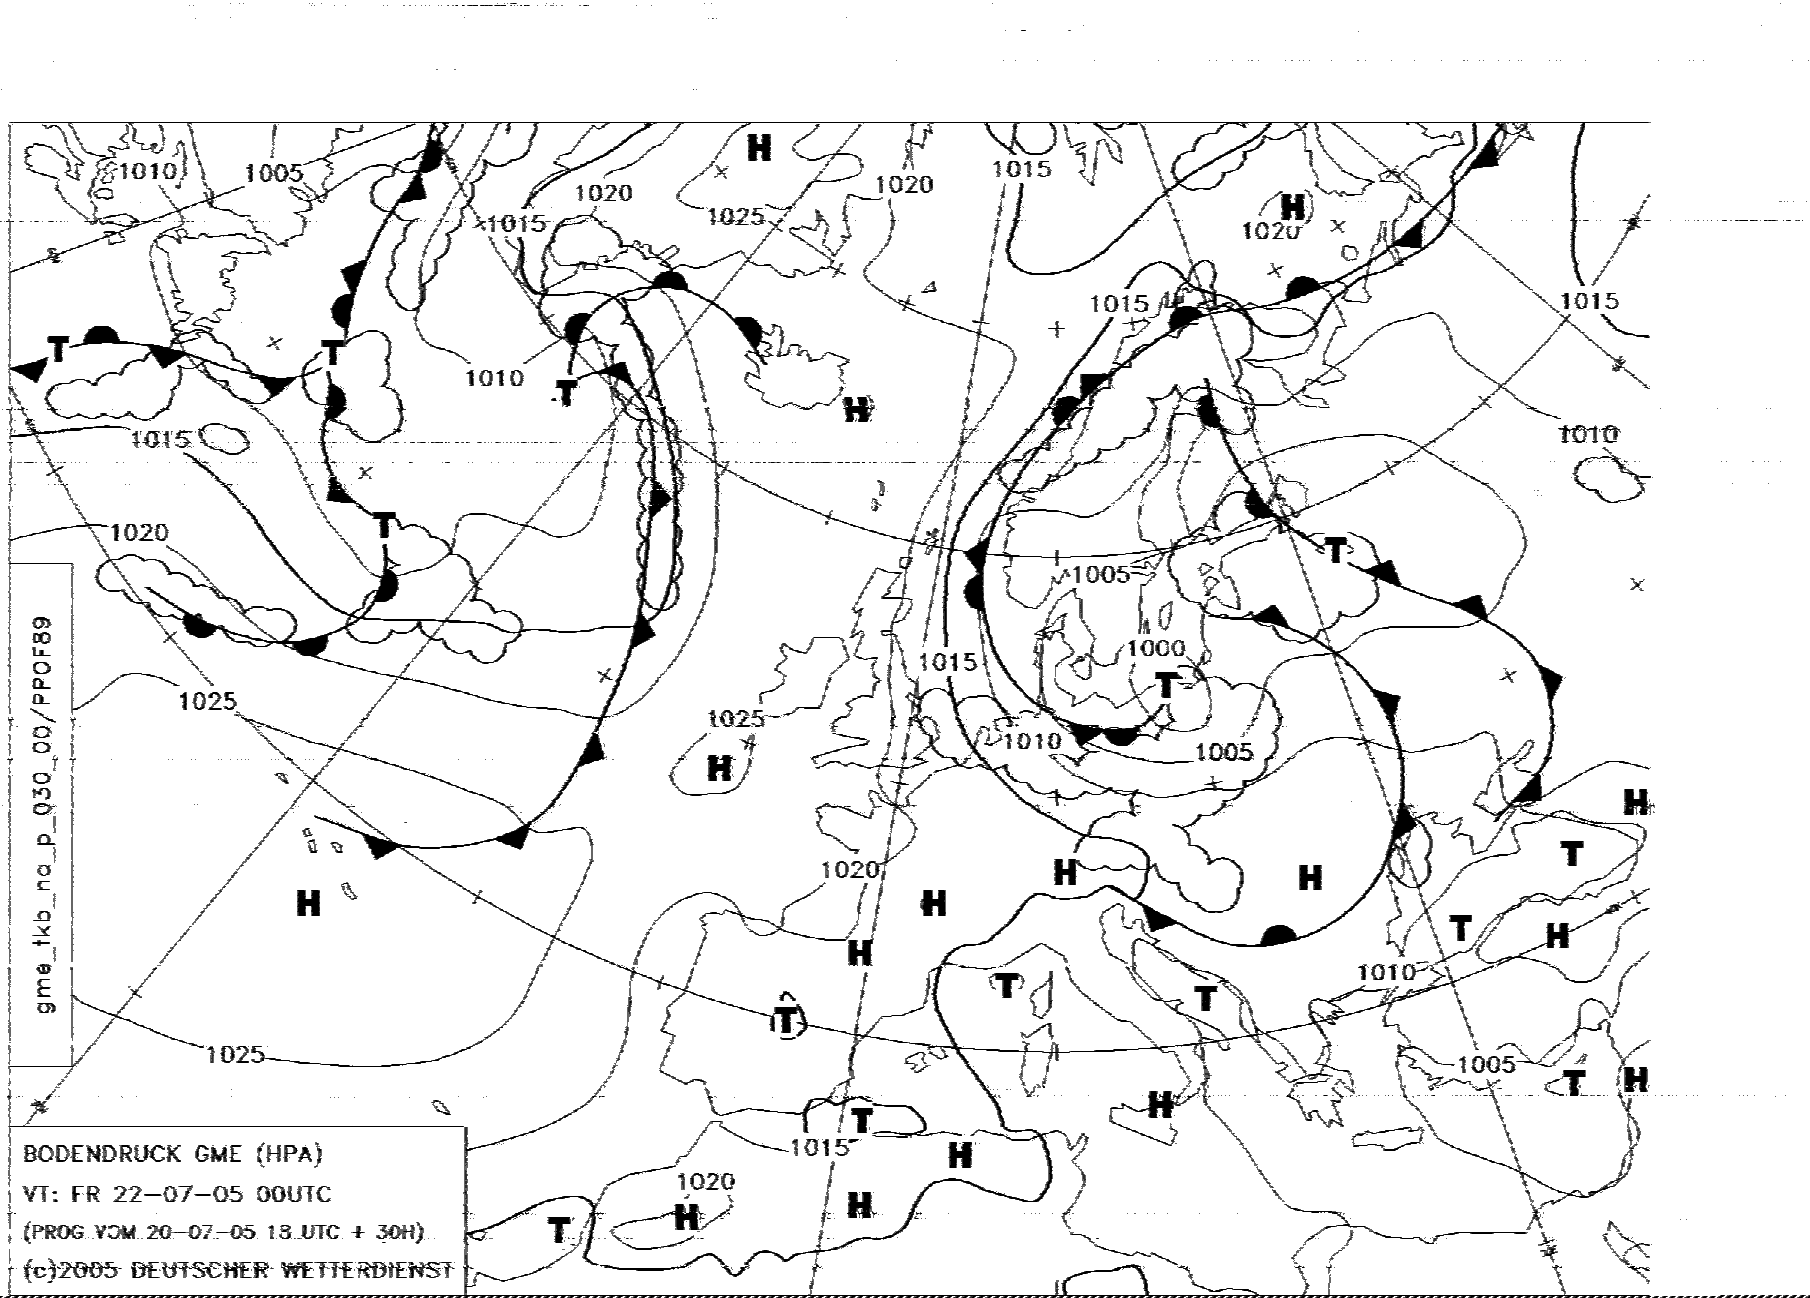 H
1010
1005
1015
1020
1025
1020
1015
H
1020
1015
1015
T
T
1010
T
H
1010
1015
T
1020
T
1005
1000
T
1015
1025
1025
1010
1005
H
H
T
H
H
1020
H
H
H
T
H
1010
T
T
T
1025
1005
T
H
H
T
1015
H
1020
H
H
T
gme_tkb_na_p_030_00/PPOF89
BODENDRUCK GME (HPA)
VT: FR 22-07-05 00UTC
(PROG VOM 20-07-05 18 UTC + 30H)
(c)2005 DEUTSCHER WETTERDIENST